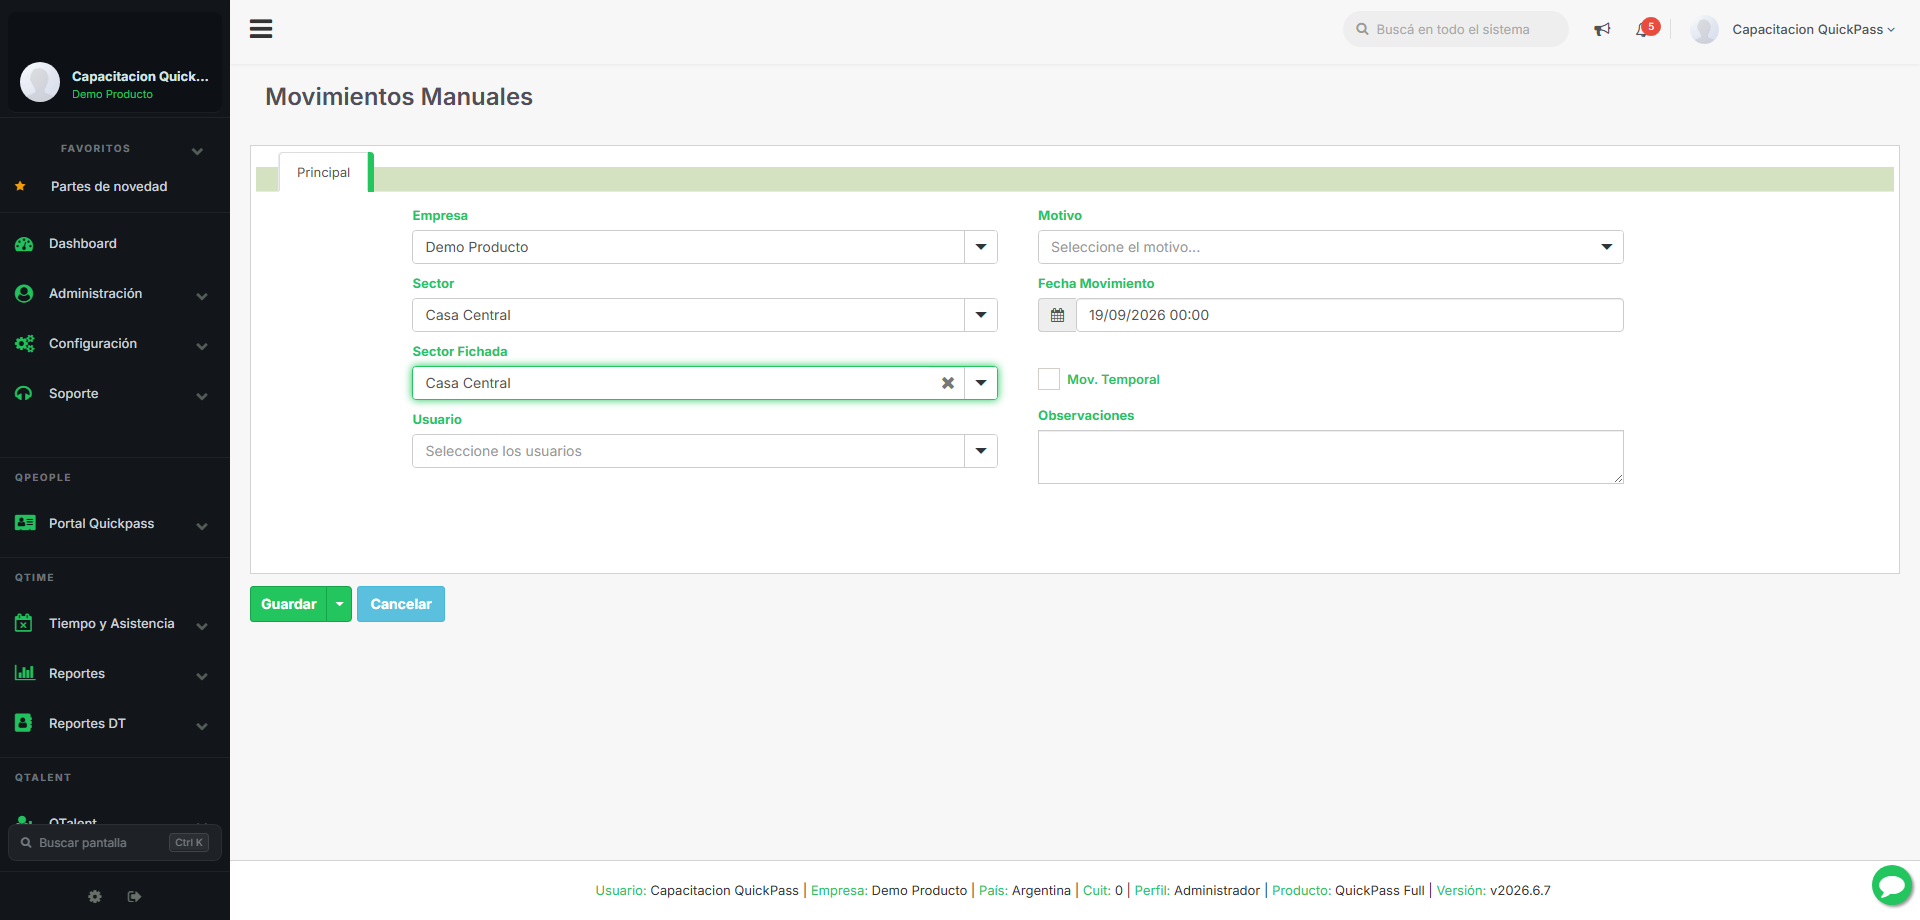 Capacitacion Quick...
Demo Producto
FAVORITOS
Partes de novedad
Dashboard
Administración
Configuración
Soporte
QPEOPLE
Portal Quickpass
QTIME
Tiempo y Asistencia
Reportes
Reportes DT
QTALENT
QTalent
Buscar pantalla
Ctrl K
Buscá en todo el sistema
5
Capacitacion QuickPass
Movimientos Manuales
Principal
Empresa
Demo Producto
Sector
Casa Central
Sector Fichada
Casa Central
Usuario
Seleccione los usuarios
Motivo
Seleccione el motivo...
Fecha Movimiento
19/09/2026 00:00
Mov. Temporal
Observaciones
Guardar
Cancelar
Usuario: Capacitacion QuickPass | Empresa: Demo Producto | País: Argentina | Cuit: 0 | Perfil: Administrador | Producto: QuickPass Full | Versión: v2026.6.7